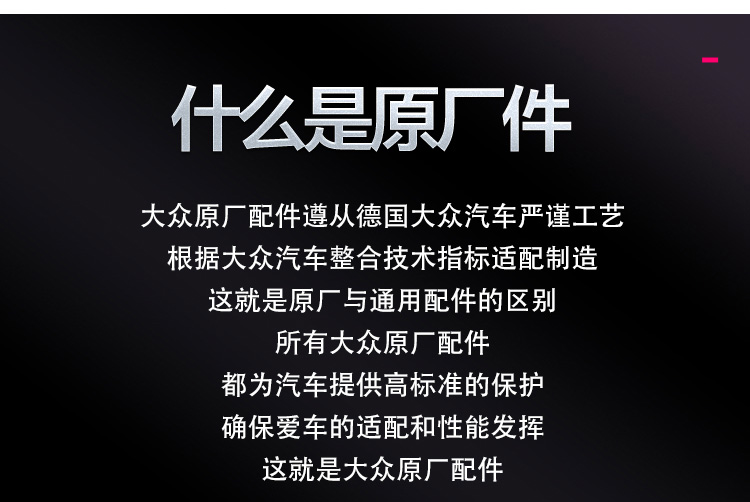 什么是原厂件
大众原厂配件遵从德国大众汽车严谨工艺
根据大众汽车整合技术指标适配制造
这就是原厂与通用配件的区别
所有大众原厂配件
都为汽车提供高标准的保护
确保爱车的适配和性能发挥
这就是大众原厂配件